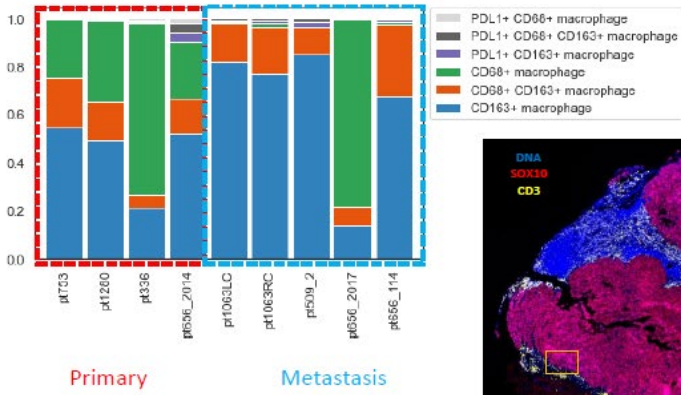 1.0
0.8
0.6
0.4
0.2
0.0
PDL1+ CD68+ macrophage
PDL1+ CD68+ CD163+ macrophage
PDL1+ CD163+ macrophage
CD68+ macrophage
CD68+ CD163+ macrophage
CD163+ macrophage
pt753
pt1280
pt336
pt656_2014
pt1063LC
pt1063RC
pt509_2
pt656_2017
pt656_114
Primary
Metastasis
DNA
SOX10
CD3